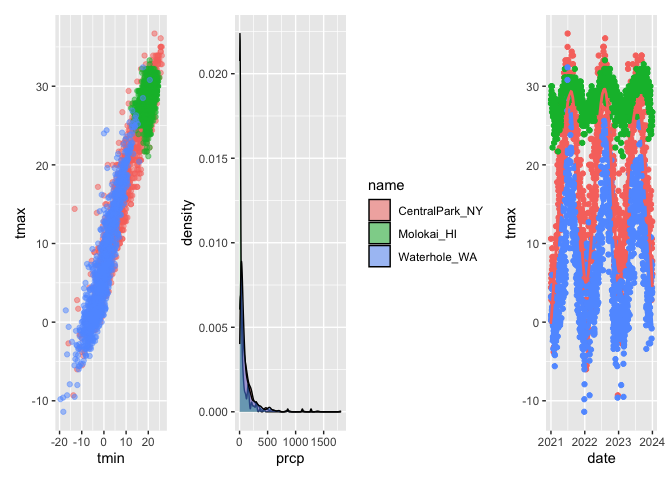 tmax
30
20
10
0
-10
-20
-10
0
10
20
tmin
density
0.020
0.015
0.010
0.005
0.000
0
500
1000
1500
prcp
name
CentralPark_NY
Molokai_HI
Waterhole_WA
tmax
30
20
10
0
-10
2021
2022
2023
2024
date